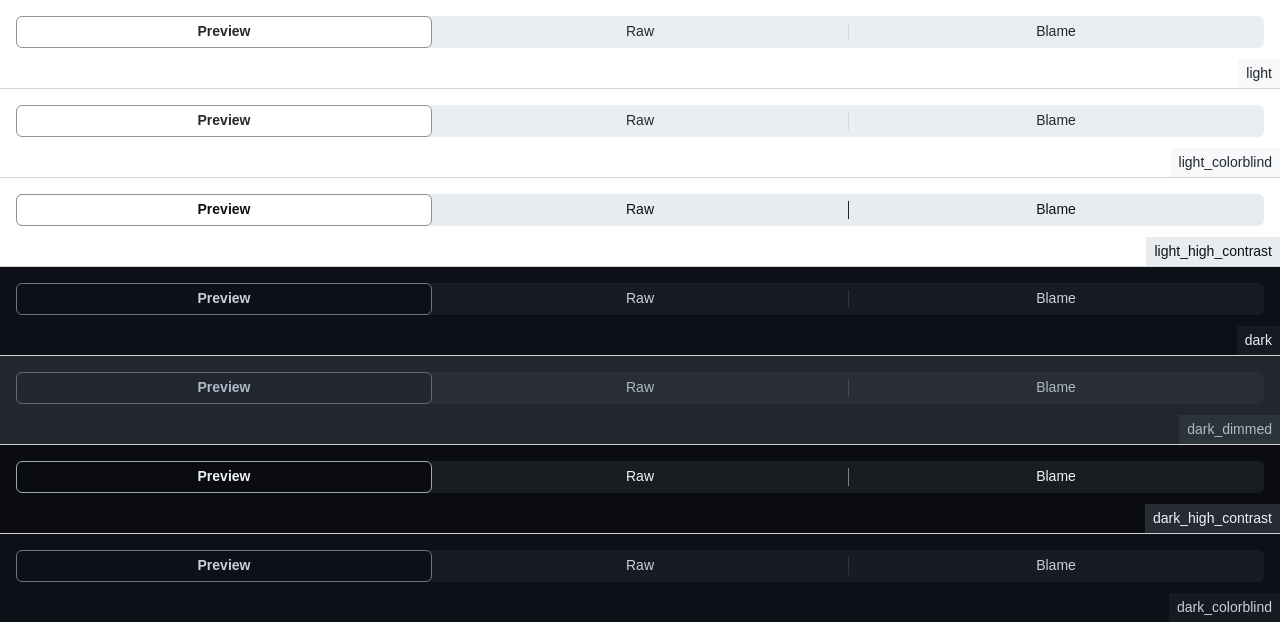 Preview Raw Blame
light
Preview Raw Blame
light_colorblind
Preview Raw Blame
light_high_contrast
Preview Raw Blame
dark
Preview Raw Blame
dark_dimmed
Preview Raw Blame
dark_high_contrast
Preview Raw Blame
dark_colorblind